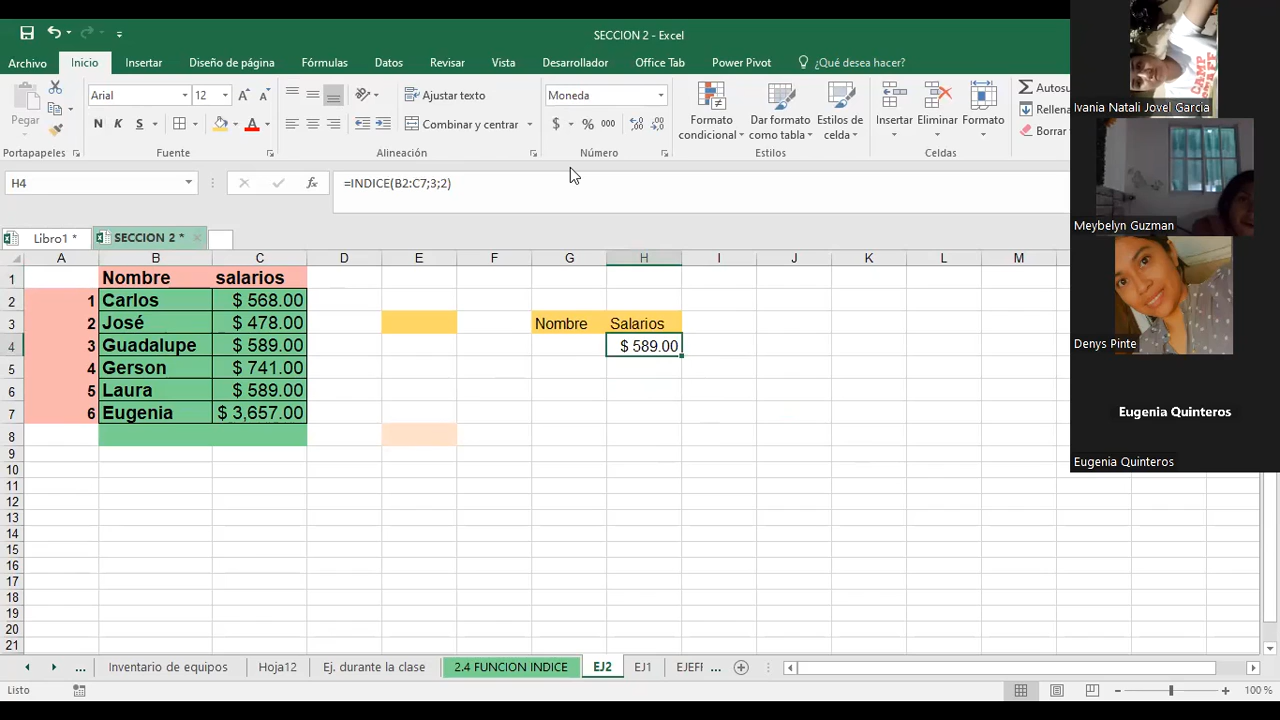 SECCION 2 - Excel
Archivo Inicio Insertar Diseño de página Fórmulas Datos Revisar Vista Desarrollador Office Tab Power Pivot ¿Qué desea hacer?
Pegar
Portapapeles
Arial 12
N K S
Fuente
Ajustar texto
Combinar y centrar
Alineación
Moneda
$ % 000
Número
Formato condicional
Dar formato como tabla
Estilos de celda
Estilos
Insertar Eliminar Formato
Celdas
Autosu
Rellena
Borrar
H4 fx =INDICE(B2:C7;3;2)
Libro1 * SECCION 2 *
A B C D E F G H I J K L M
1 Nombre salarios
2 1 Carlos $ 568.00
3 2 José $ 478.00 Nombre Salarios
4 3 Guadalupe $ 589.00 $ 589.00
5 4 Gerson $ 741.00
6 5 Laura $ 589.00
7 6 Eugenia $ 3,657.00
8
9
10
11
12
13
14
15
16
17
18
19
20
21
... Inventario de equipos Hoja12 Ej. durante la clase 2.4 FUNCION INDICE EJ2 EJ1 EJEFI ...
Listo 100 %
Ivania Natali Jovel Garcia
CAMP STAFF
Meybelyn Guzman
Denys Pinte
Eugenia Quinteros
Eugenia Quinteros